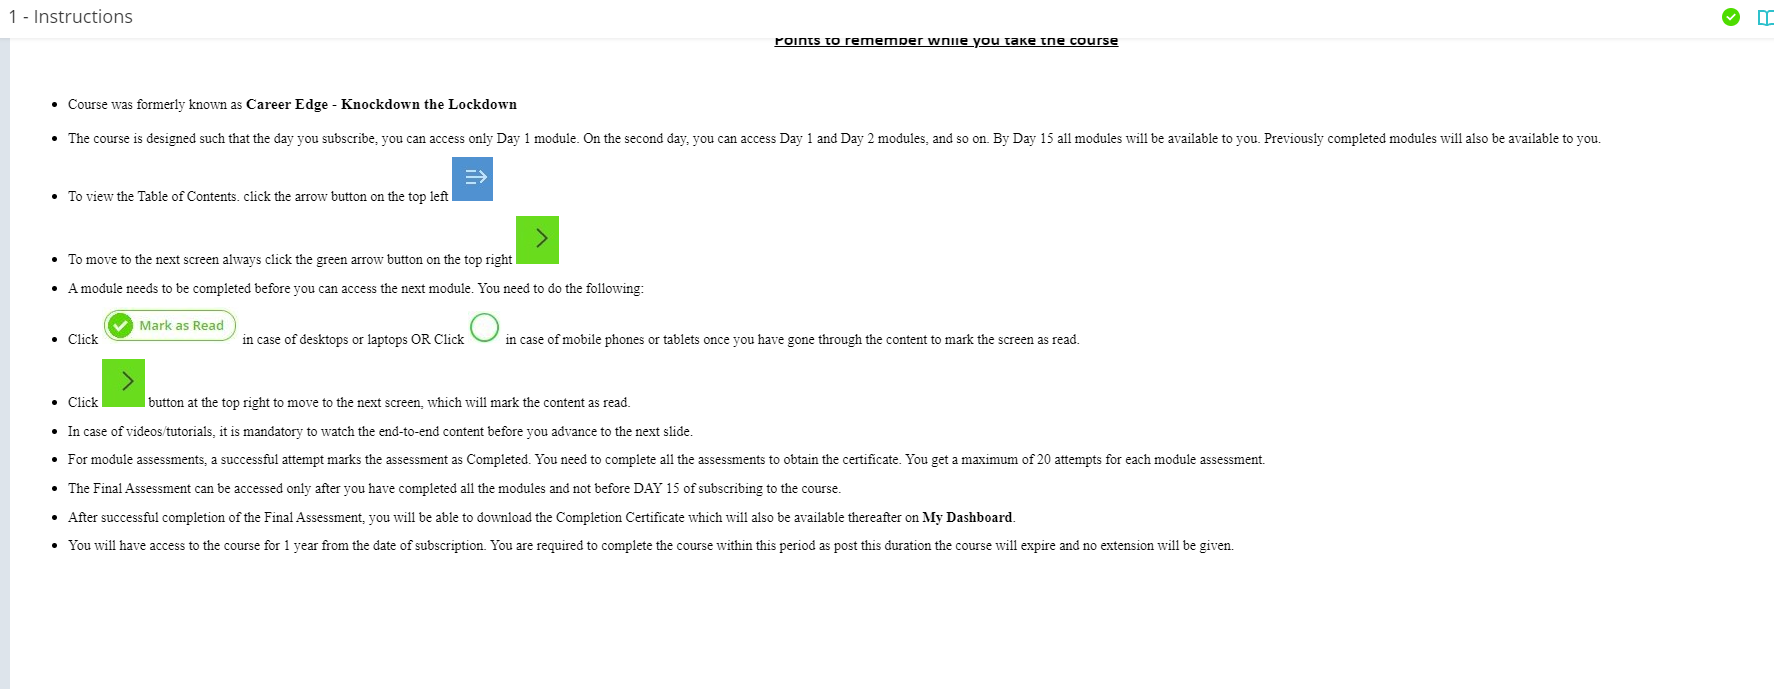 1 - Instructions
Points to remember while you take the course
Course was formerly known as Career Edge - Knockdown the Lockdown
The course is designed such that the day you subscribe, you can access only Day 1 module. On the second day, you can access Day 1 and Day 2 modules, and so on. By Day 15 all modules will be available to you. Previously completed modules will also be available to you.
To view the Table of Contents. click the arrow button on the top left
To move to the next screen always click the green arrow button on the top right
A module needs to be completed before you can access the next module. You need to do the following:
Click Mark as Read in case of desktops or laptops OR Click in case of mobile phones or tablets once you have gone through the content to mark the screen as read.
Click button at the top right to move to the next screen, which will mark the content as read.
In case of videos/tutorials, it is mandatory to watch the end-to-end content before you advance to the next slide.
For module assessments, a successful attempt marks the assessment as Completed. You need to complete all the assessments to obtain the certificate. You get a maximum of 20 attempts for each module assessment.
The Final Assessment can be accessed only after you have completed all the modules and not before DAY 15 of subscribing to the course.
After successful completion of the Final Assessment, you will be able to download the Completion Certificate which will also be available thereafter on My Dashboard.
You will have access to the course for 1 year from the date of subscription. You are required to complete the course within this period as post this duration the course will expire and no extension will be given.